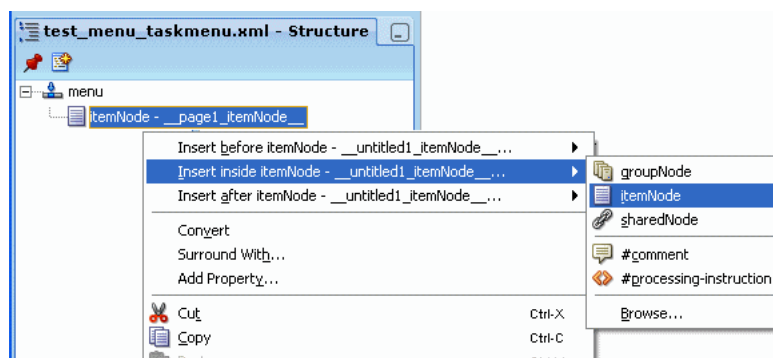 test_menu_taskmenu.xml - Structure
menu
itemNode - __page1_itemNode__
Insert before itemNode - __untitled1_itemNode__...
Insert inside itemNode - __untitled1_itemNode__...
Insert after itemNode - __untitled1_itemNode__...
Convert
Surround With...
Add Property...
Cut Ctrl-X
Copy Ctrl-C
groupNode
itemNode
sharedNode
#comment
#processing-instruction
Browse...